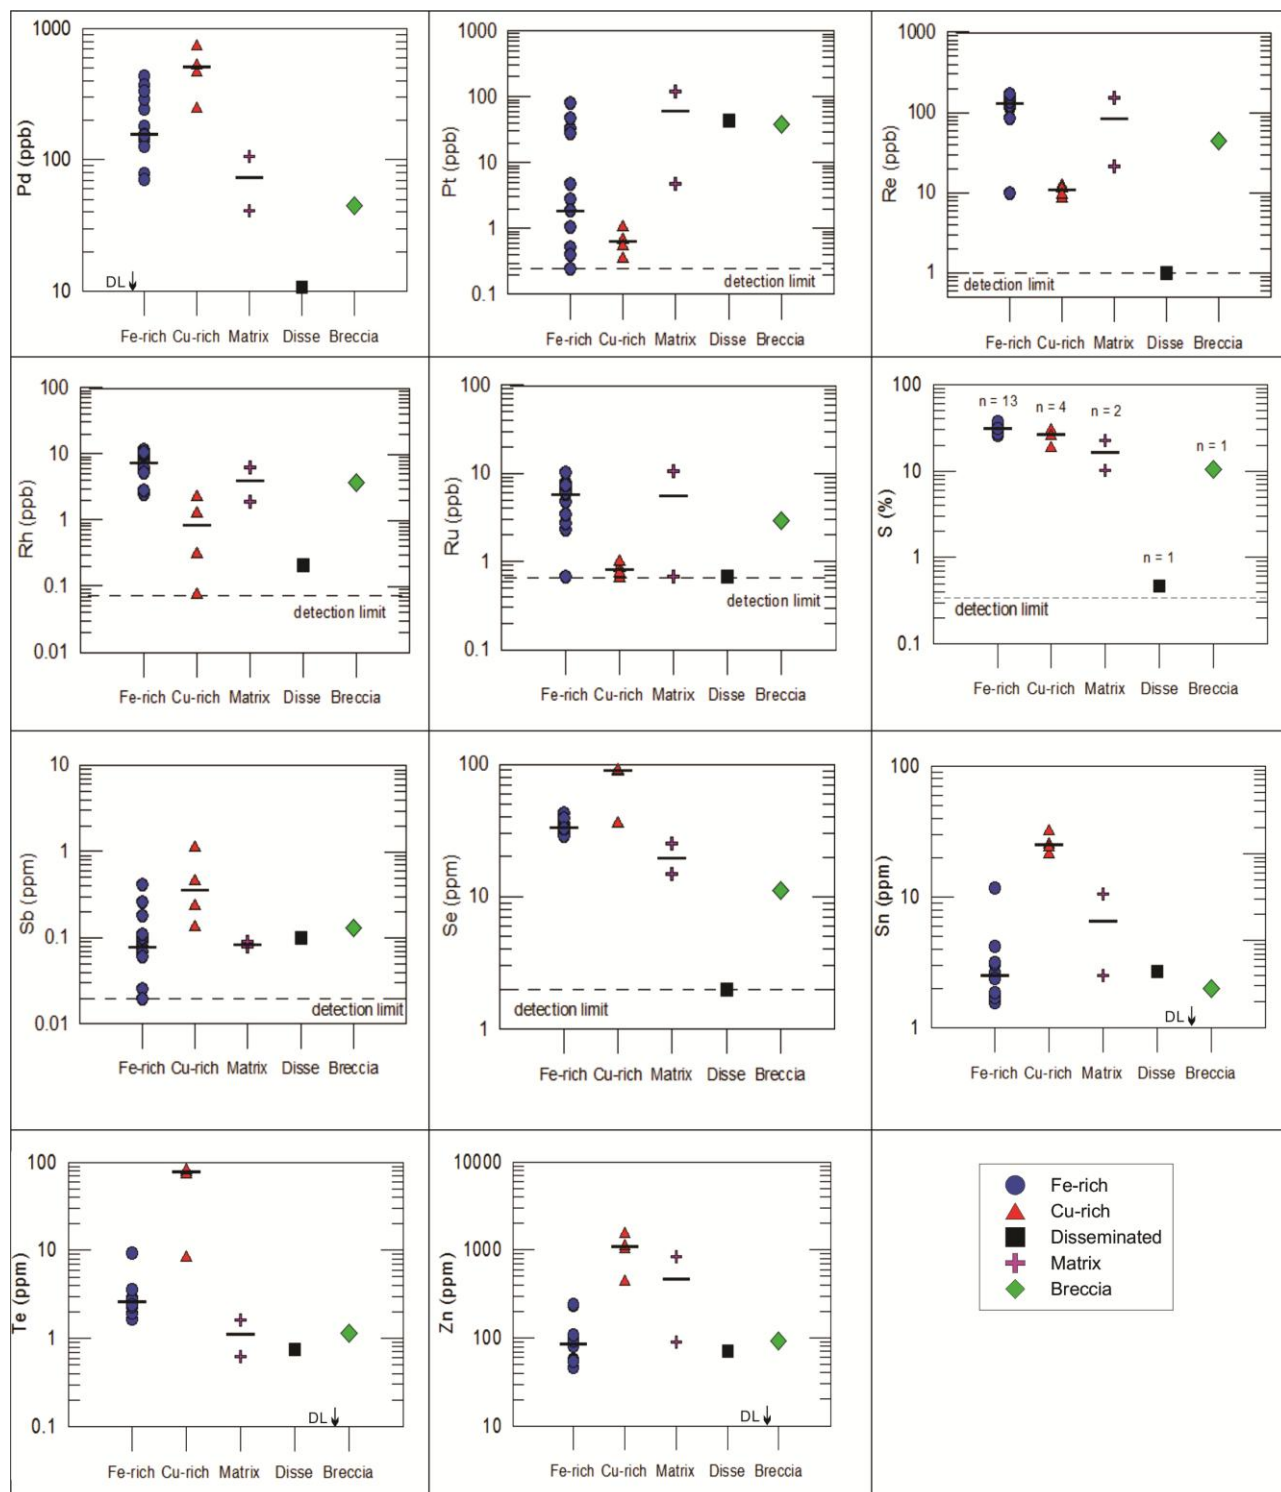 1000
100
10
Pd (ppb)
DL
Fe-rich Cu-rich Matrix Disse Breccia
1000
100
10
1
0.1
Pt (ppb)
detection limit
Fe-rich Cu-rich Matrix Disse Breccia
1000
100
10
1
Re (ppb)
detection limit
Fe-rich Cu-rich Matrix Disse Breccia
100
10
1
0.1
0.01
Rh (ppb)
detection limit
Fe-rich Cu-rich Matrix Disse Breccia
100
10
1
0.1
Ru (ppb)
detection limit
Fe-rich Cu-rich Matrix Disse Breccia
100
10
1
0.1
S (%)
n = 13
n = 4
n = 2
n = 1
n = 1
detection limit
Fe-rich Cu-rich Matrix Disse Breccia
10
1
0.1
0.01
Sb (ppm)
detection limit
Fe-rich Cu-rich Matrix Disse Breccia
100
10
1
Se (ppm)
detection limit
Fe-rich Cu-rich Matrix Disse Breccia
100
10
1
Sn (ppm)
DL
Fe-rich Cu-rich Matrix Disse Breccia
100
10
1
0.1
Te (ppm)
DL
Fe-rich Cu-rich Matrix Disse Breccia
10000
1000
100
10
Zn (ppm)
DL
Fe-rich Cu-rich Matrix Disse Breccia
Fe-rich
Cu-rich
Disseminated
Matrix
Breccia